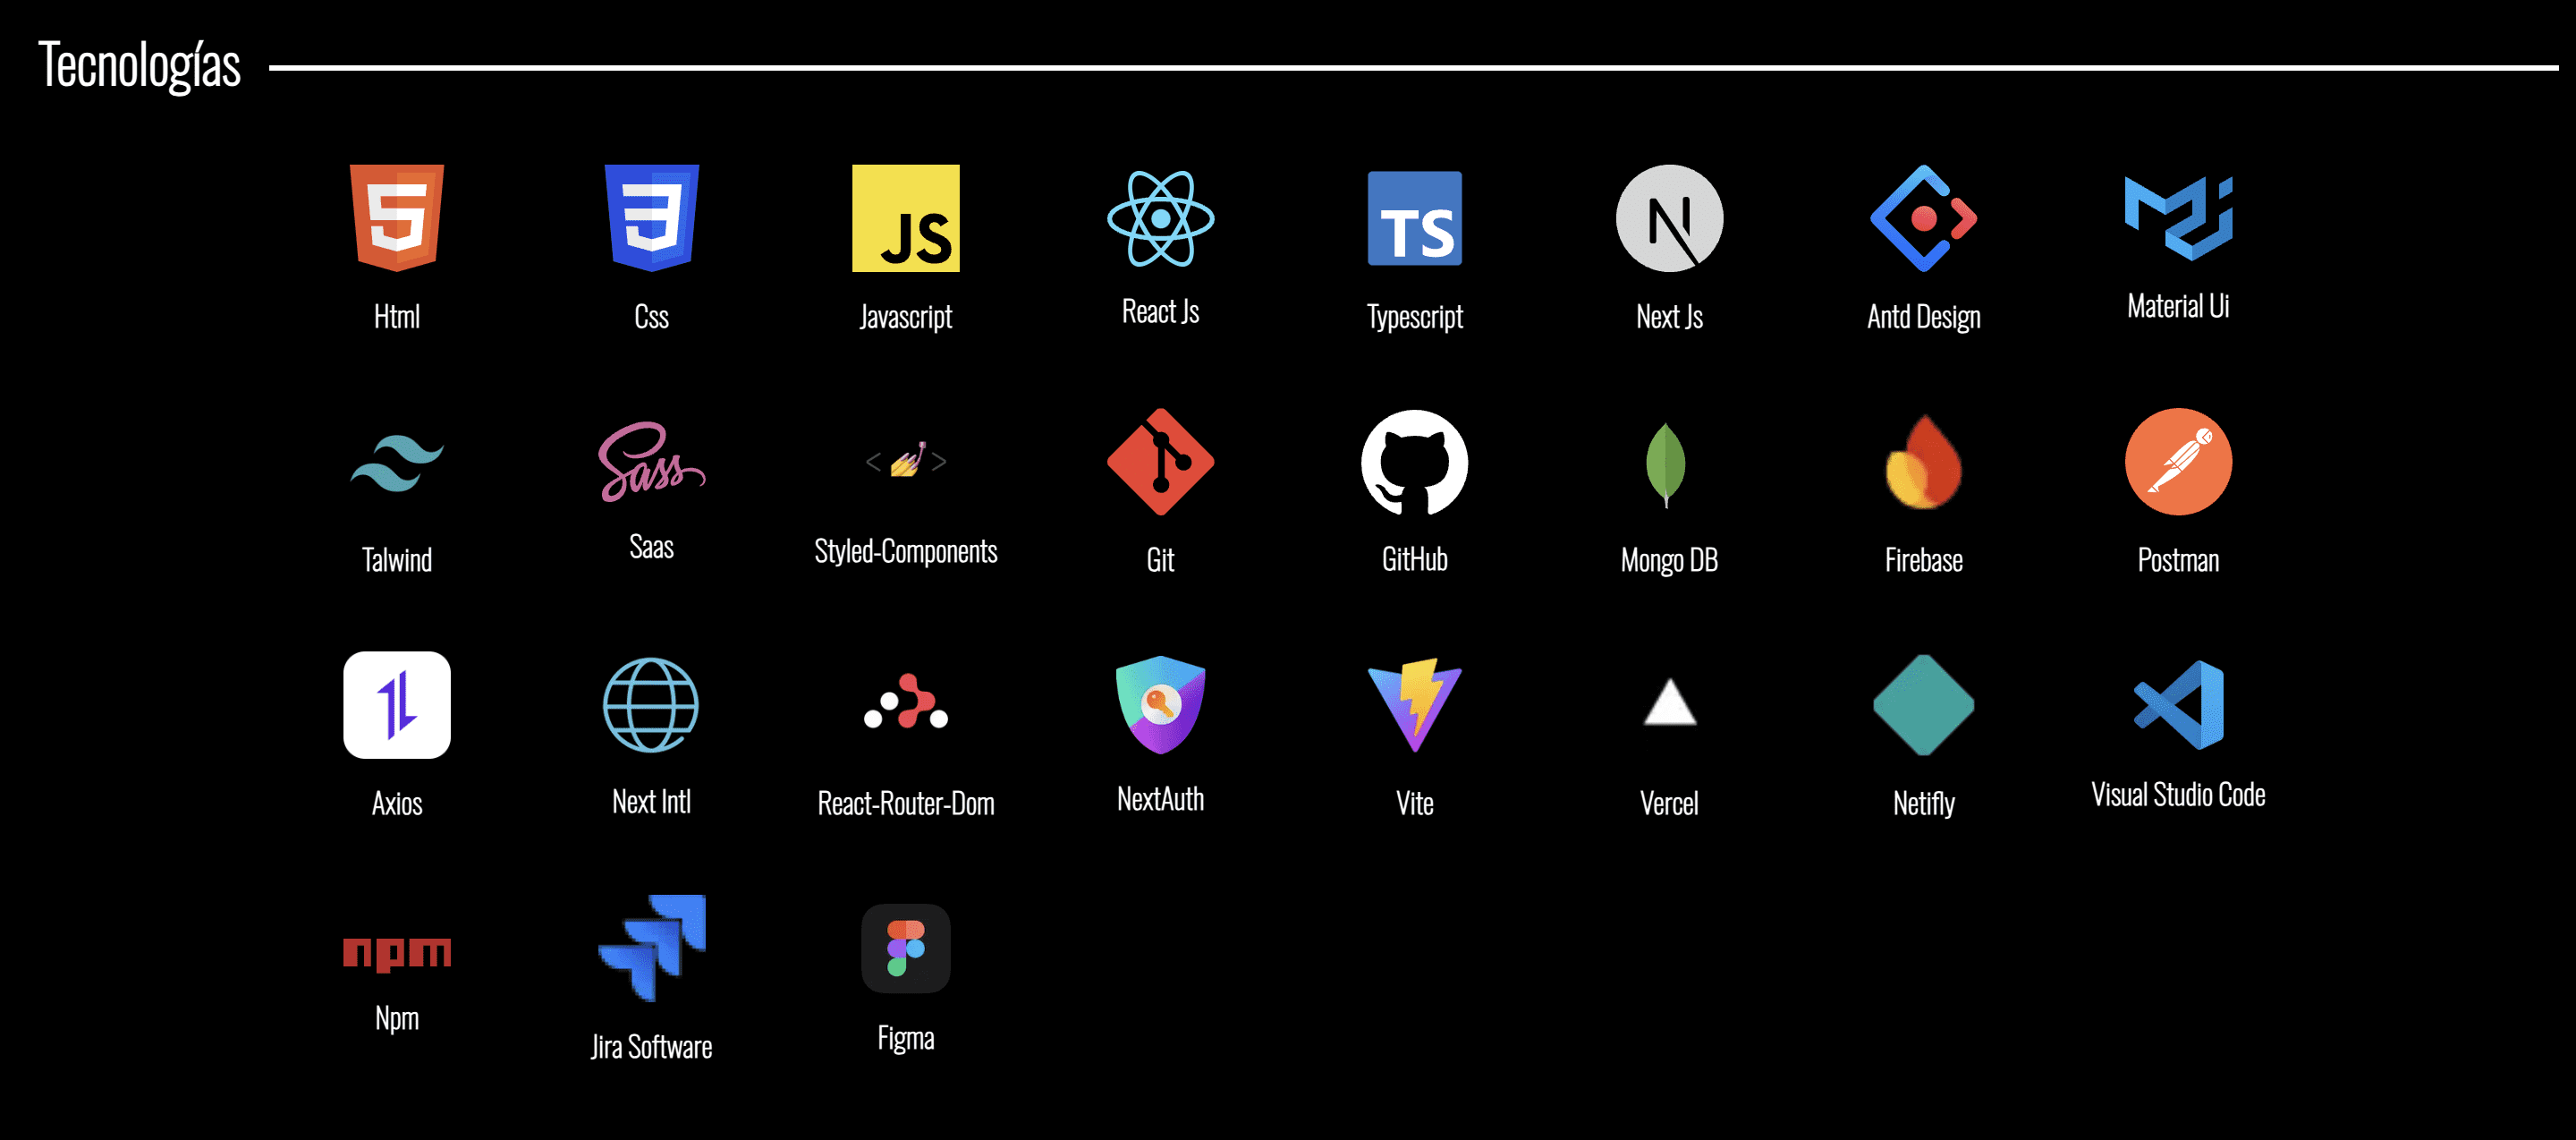 Tecnologías
5
3
JS
TS
N
Html
Css
Javascript
React Js
Typescript
Next Js
Antd Design
Material Ui
Sass
< >
Talwind
Saas
Styled-Components
Git
GitHub
Mongo DB
Firebase
Postman
Axios
Next Intl
React-Router-Dom
NextAuth
Vite
Vercel
Netifly
Visual Studio Code
npm
Npm
Jira Software
Figma